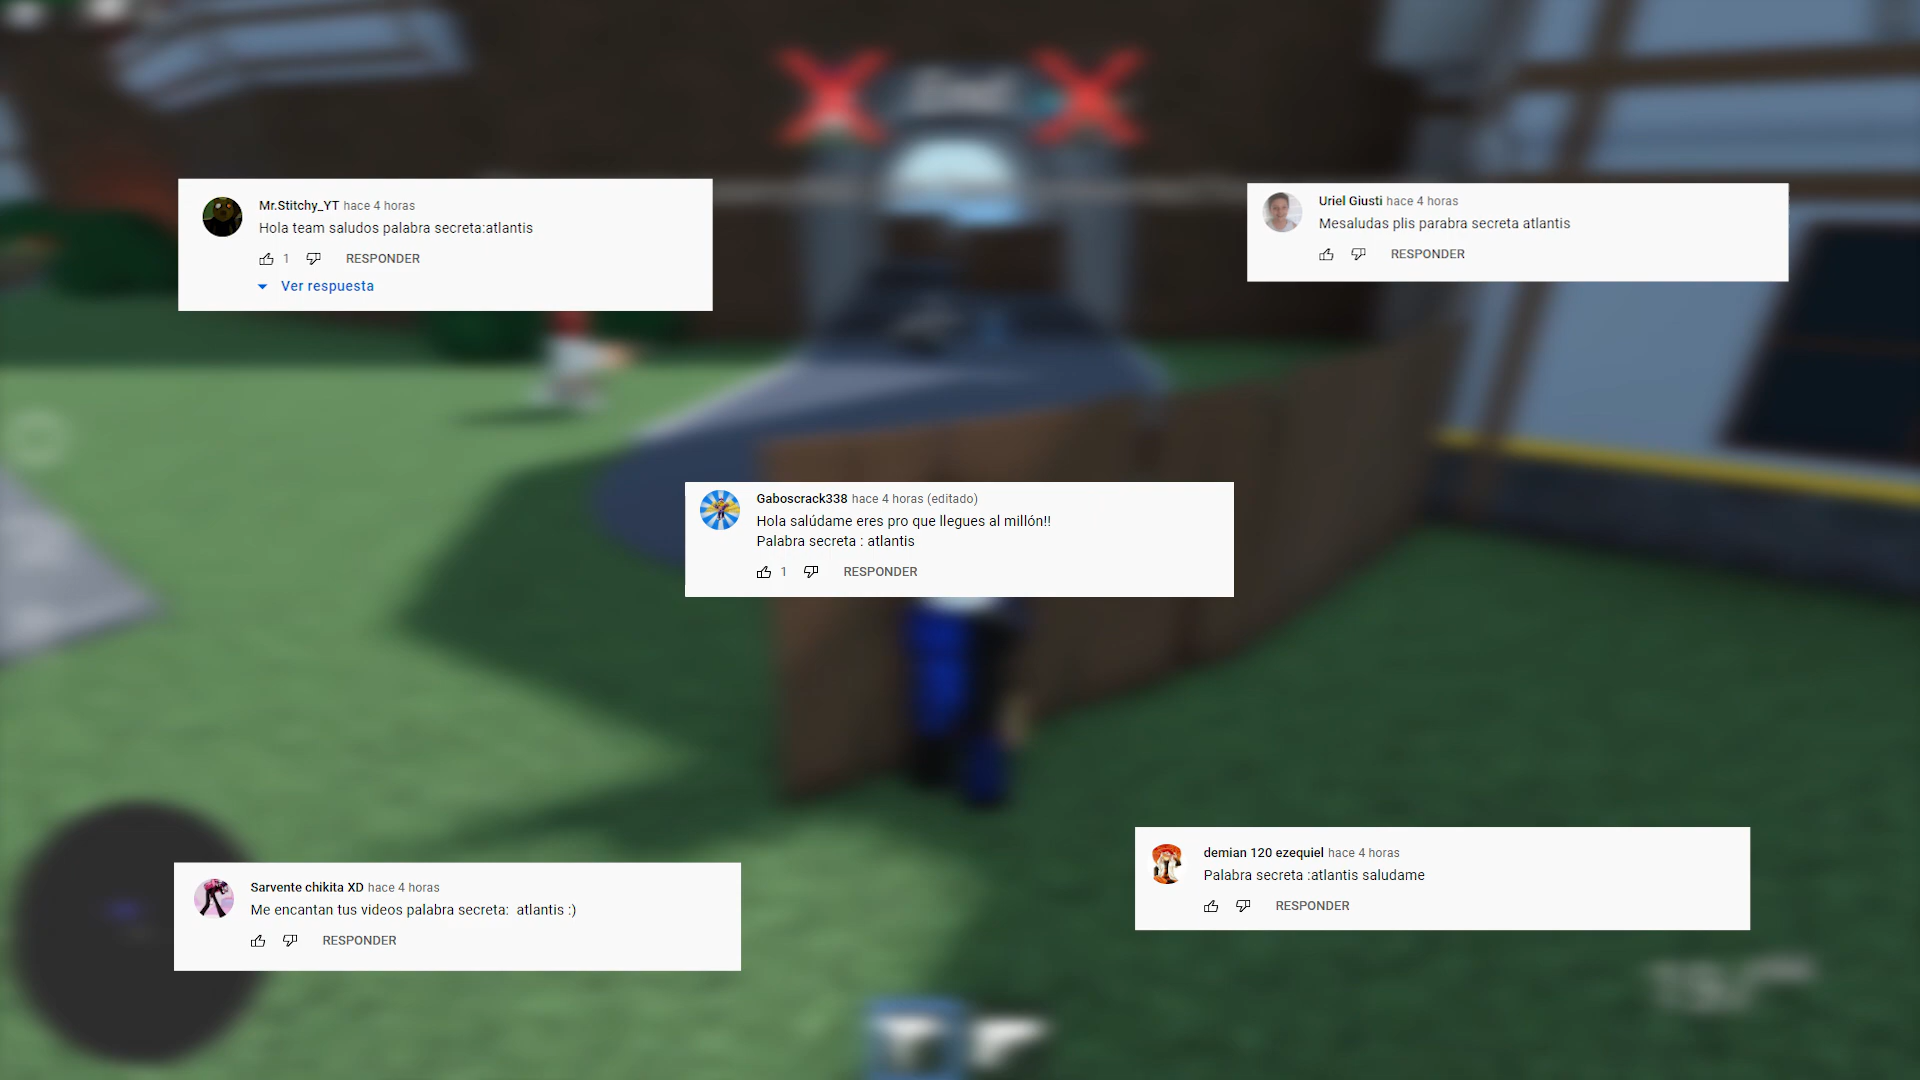 Mr.Stitchy_YT hace 4 horas
Hola team saludos palabra secreta:atlantis
1 RESPONDER
Ver respuesta
Uriel Giusti hace 4 horas
Mesaludas plis parabra secreta atlantis
RESPONDER
Gaboscrack338 hace 4 horas (editado)
Hola salúdame eres pro que llegues al millón!!
Palabra secreta : atlantis
1 RESPONDER
Sarvente chikita XD hace 4 horas
Me encantan tus videos palabra secreta:  atlantis :)
RESPONDER
demian 120 ezequiel hace 4 horas
Palabra secreta :atlantis saludame
RESPONDER